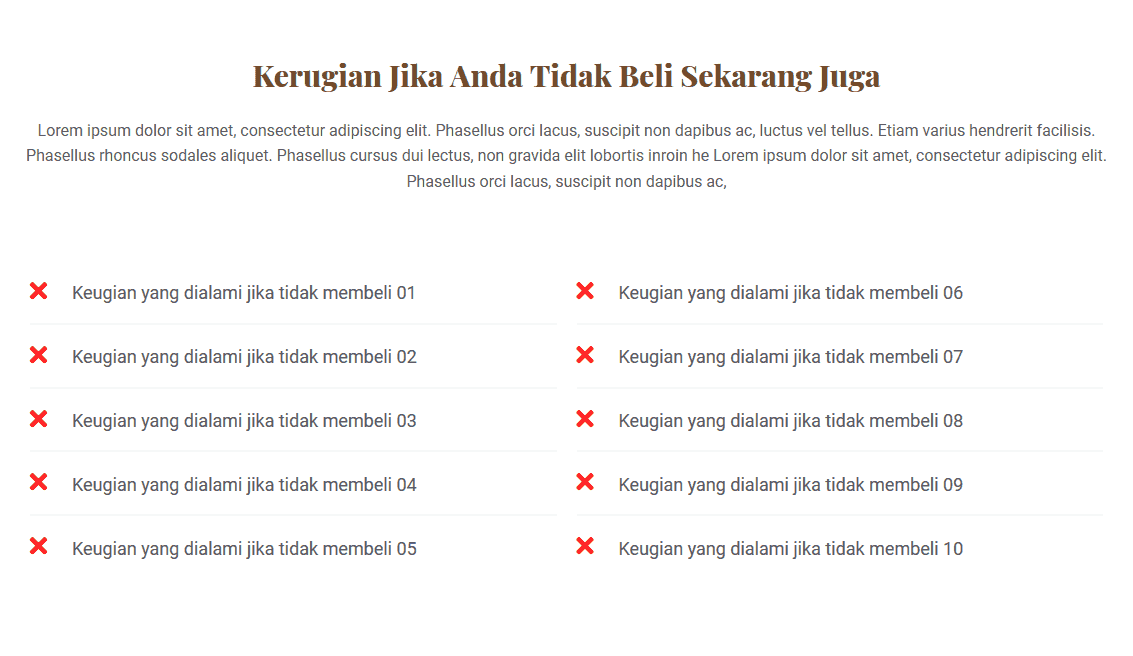 Kerugian Jika Anda Tidak Beli Sekarang Juga
Lorem ipsum dolor sit amet, consectetur adipiscing elit. Phasellus orci lacus, suscipit non dapibus ac, luctus vel tellus. Etiam varius hendrerit facilisis.
Phasellus rhoncus sodales aliquet. Phasellus cursus dui lectus, non gravida elit lobortis inroin he Lorem ipsum dolor sit amet, consectetur adipiscing elit.
Phasellus orci lacus, suscipit non dapibus ac,
Keugian yang dialami jika tidak membeli 01
Keugian yang dialami jika tidak membeli 02
Keugian yang dialami jika tidak membeli 03
Keugian yang dialami jika tidak membeli 04
Keugian yang dialami jika tidak membeli 05
Keugian yang dialami jika tidak membeli 06
Keugian yang dialami jika tidak membeli 07
Keugian yang dialami jika tidak membeli 08
Keugian yang dialami jika tidak membeli 09
Keugian yang dialami jika tidak membeli 10